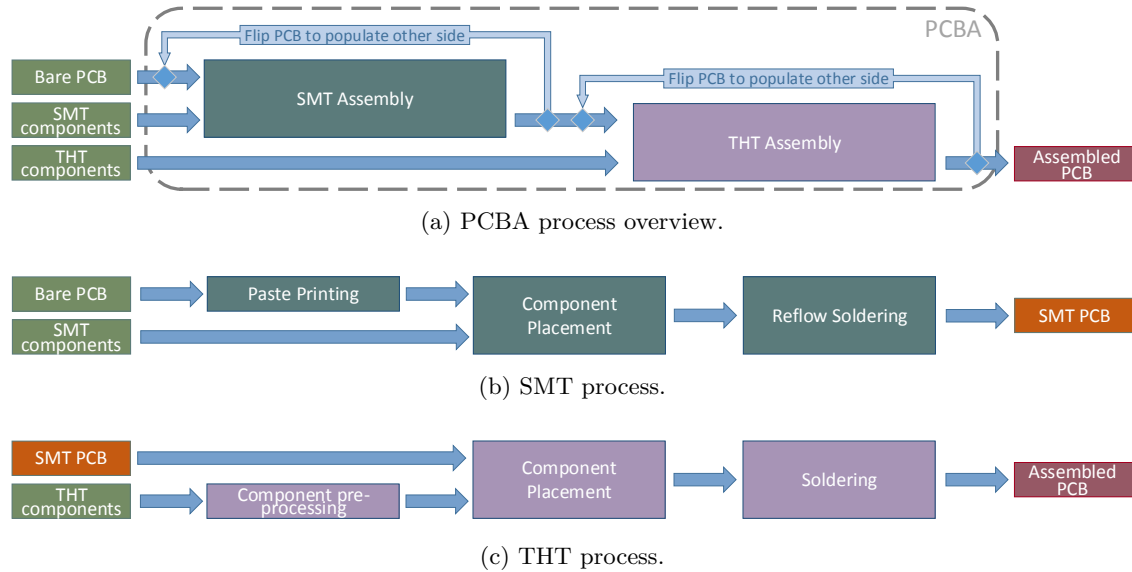 PCBA
Flip PCB to populate other side
Bare PCB
Flip PCB to populate other side
SMT Assembly
SMT
components
THT Assembly
THT
components
Assembled
PCB
(a) PCBA process overview.
Bare PCB
Paste Printing
Component
Placement
Reflow Soldering
SMT PCB
SMT
components
(b) SMT process.
SMT PCB
Component
Placement
Soldering
Assembled
PCB
THT
components
Component pre-
processing
(c) THT process.